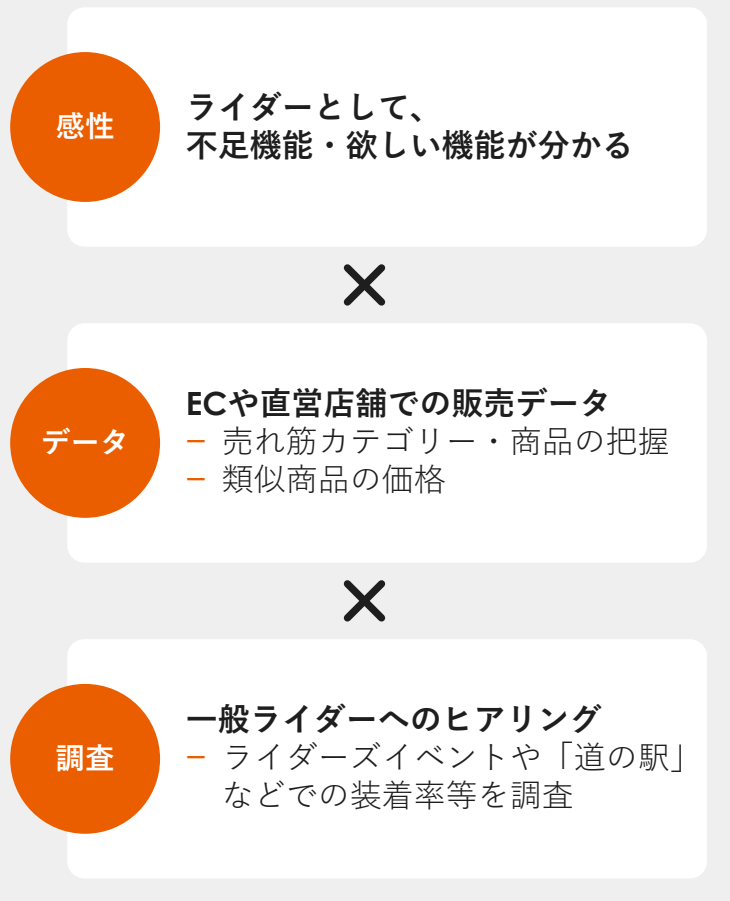 感性
ライダーとして、
不足機能・欲しい機能が分かる
×
データ
ECや直営店舗での販売データ
− 売れ筋カテゴリー・商品の把握
− 類似商品の価格
×
調査
一般ライダーへのヒアリング
− ライダーズイベントや「道の駅」
などでの装着率等を調査